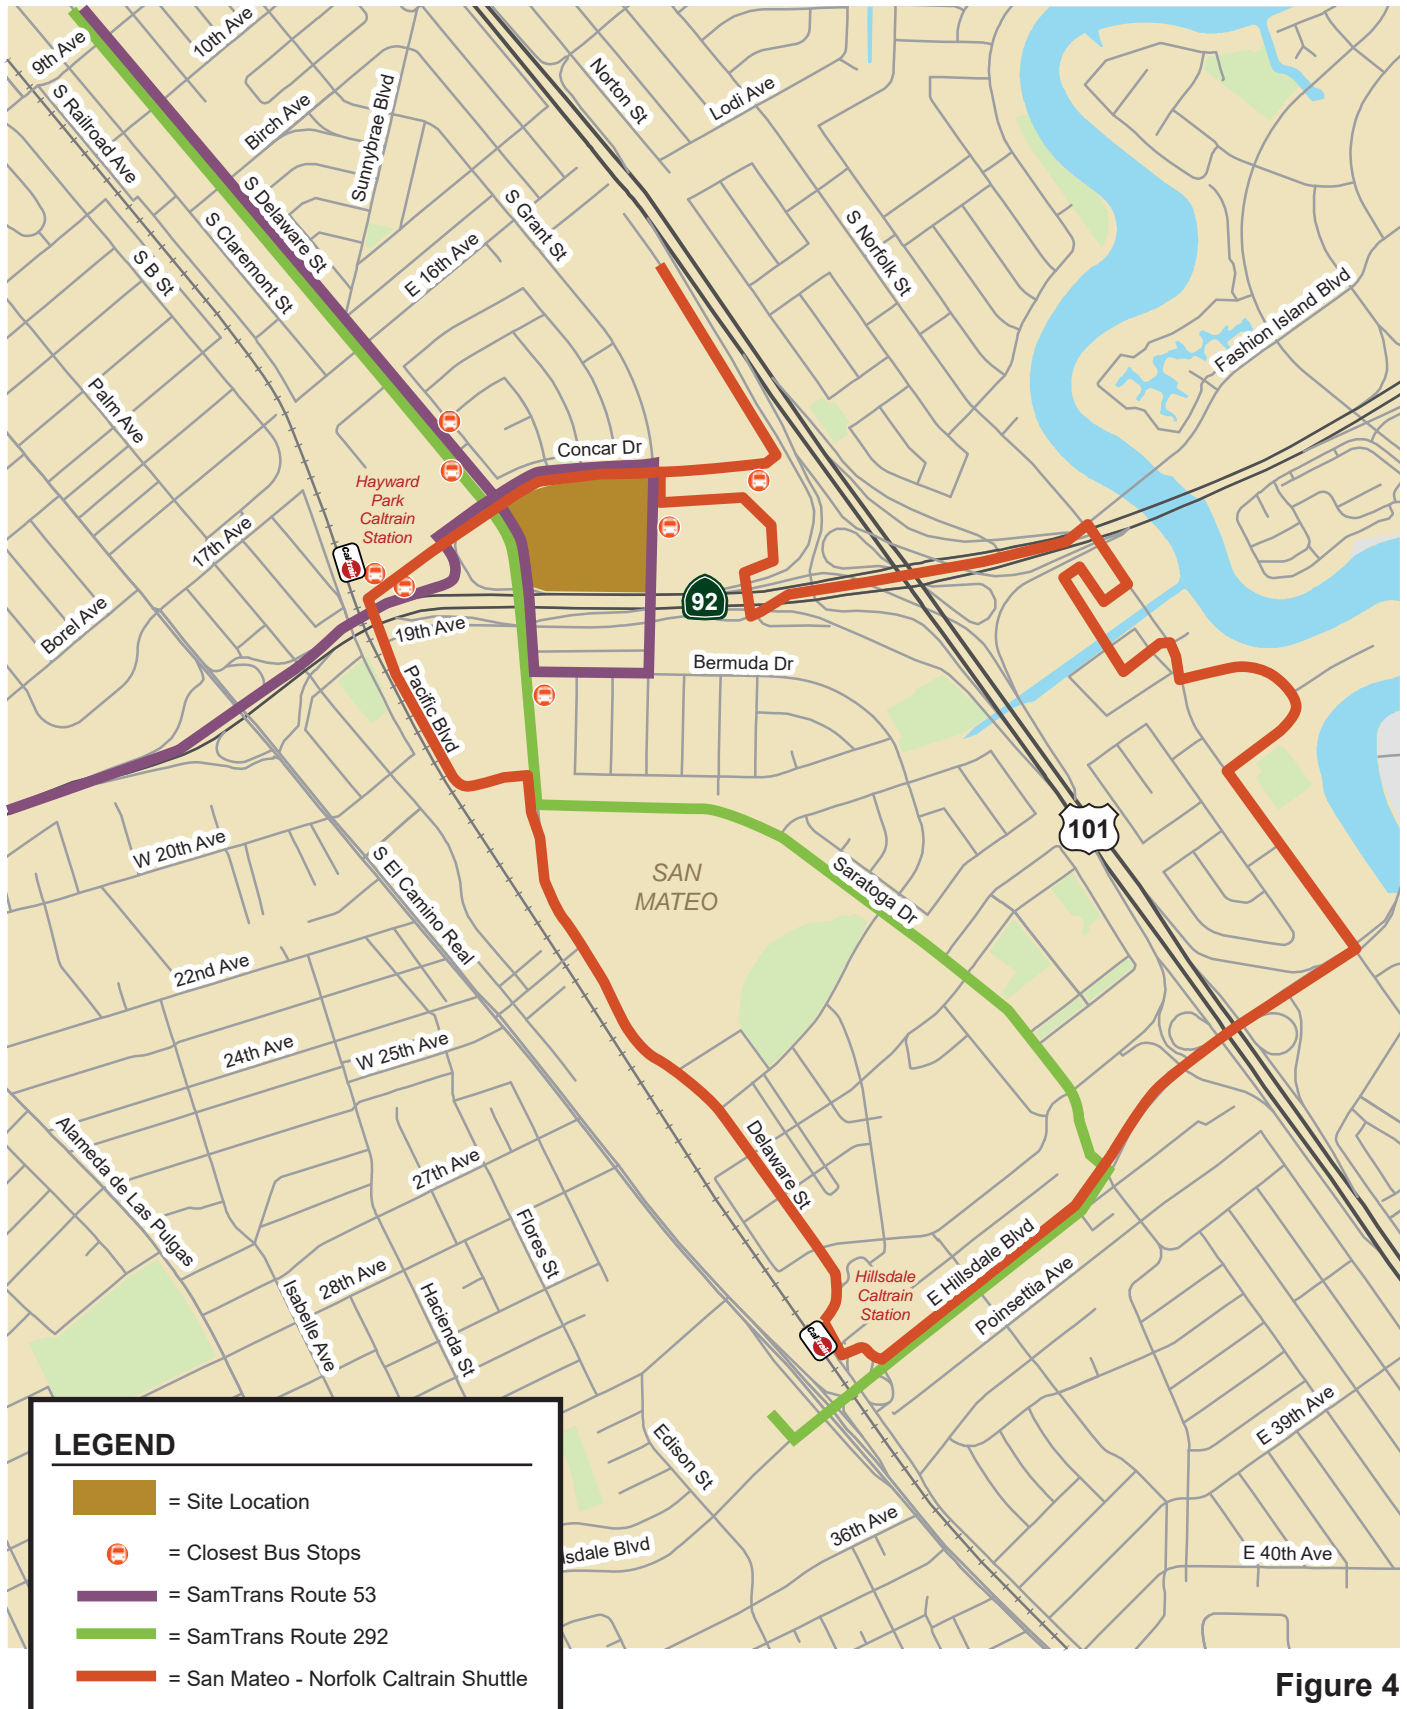 9th Ave
10th Ave
S Railroad Ave
Birch Ave
Sunnybrae Blvd
Norton St
Lodi Ave
S Delaware St
S Claremont St
S B St
E 16th Ave
S Grant St
S Norfolk St
Fashion Island Blvd
Palm Ave
Concar Dr
Hayward
Park
Caltrain
Station
17th Ave
Caltrain
Borel Ave
19th Ave
92
Bermuda Dr
Pacific Blvd
101
W 20th Ave
S El Camino Real
SAN
MATEO
Saratoga Dr
22nd Ave
24th Ave
W 25th Ave
Alameda de Las Pulgas
27th Ave
Delaware St
Flores St
28th Ave
Isabelle Ave
Hacienda St
Hillsdale
Caltrain
Station
E Hillsdale Blvd
Poinsettia Ave
Caltrain
Edison St
E 39th Ave
36th Ave
lsdale Blvd
E 40th Ave
LEGEND
= Site Location
= Closest Bus Stops
= SamTrans Route 53
= SamTrans Route 292
= San Mateo - Norfolk Caltrain Shuttle
Figure 4